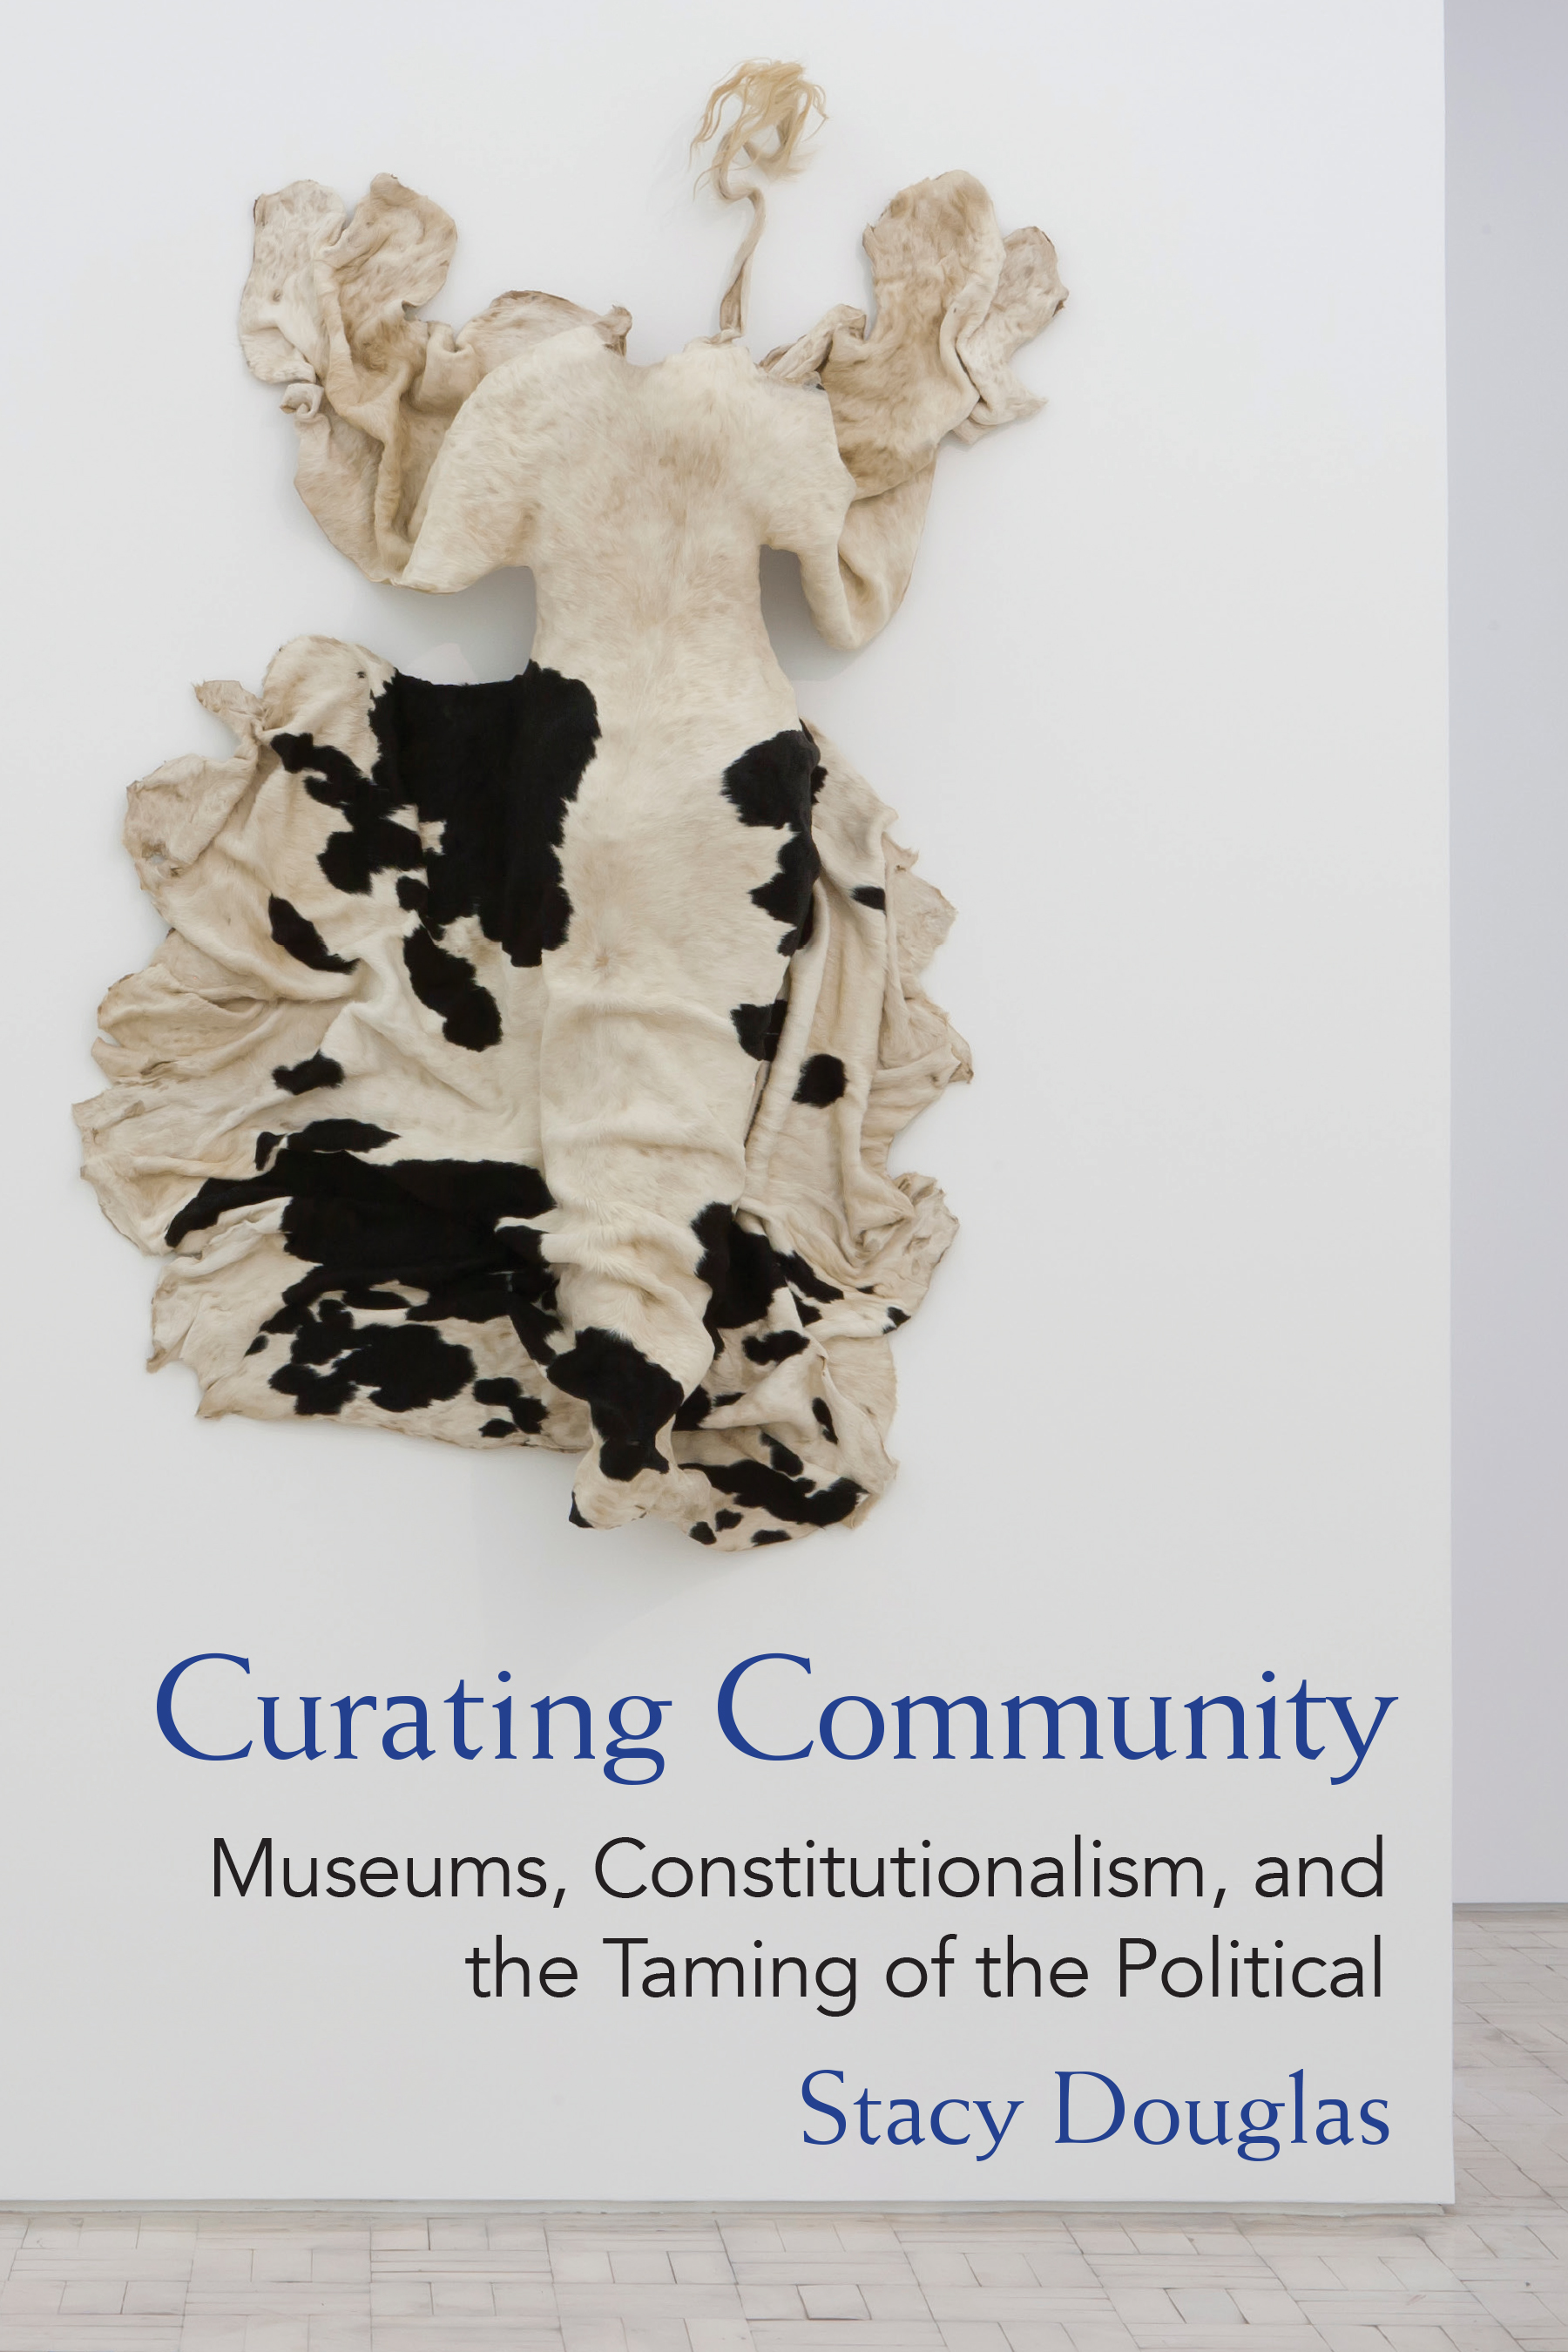 Curating Community
Museums, Constitutionalism, and
the Taming of the Political
Stacy Douglas